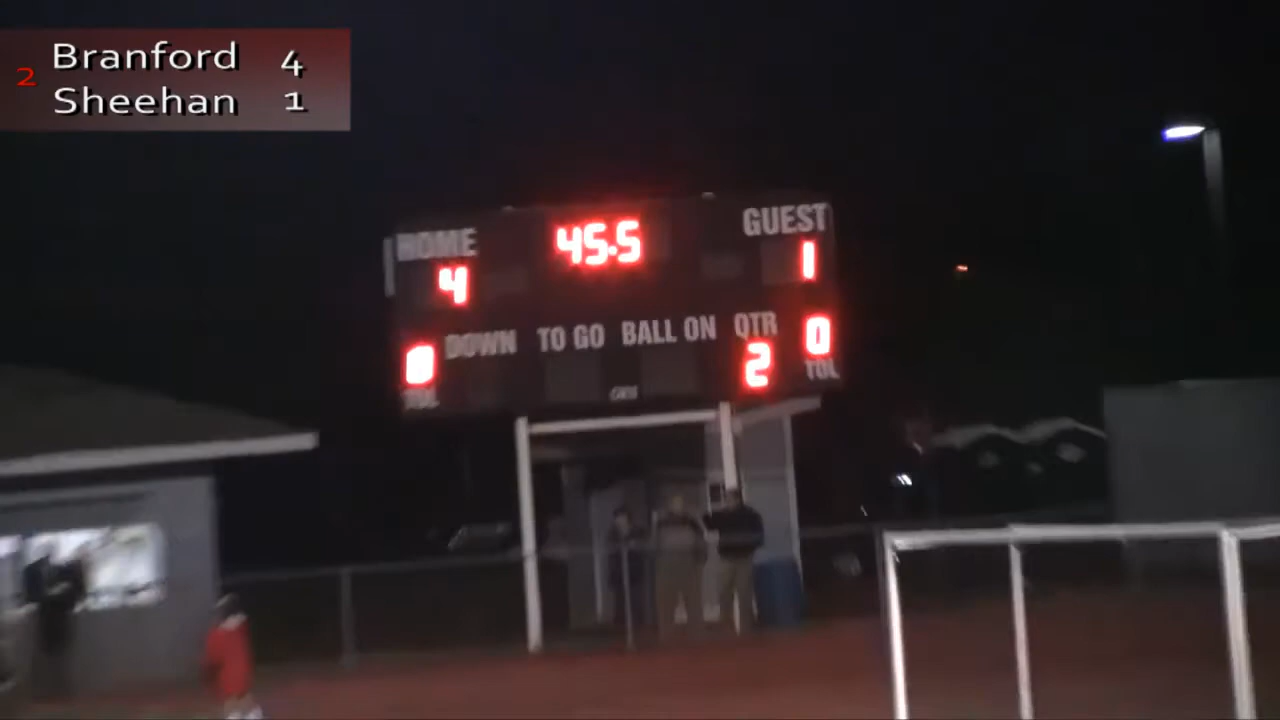 2
Branford 4
Sheehan 1
HOME 45.5 GUEST
4 1
DOWN TO GO BALL ON QTR
0 2 0
TOL TOL